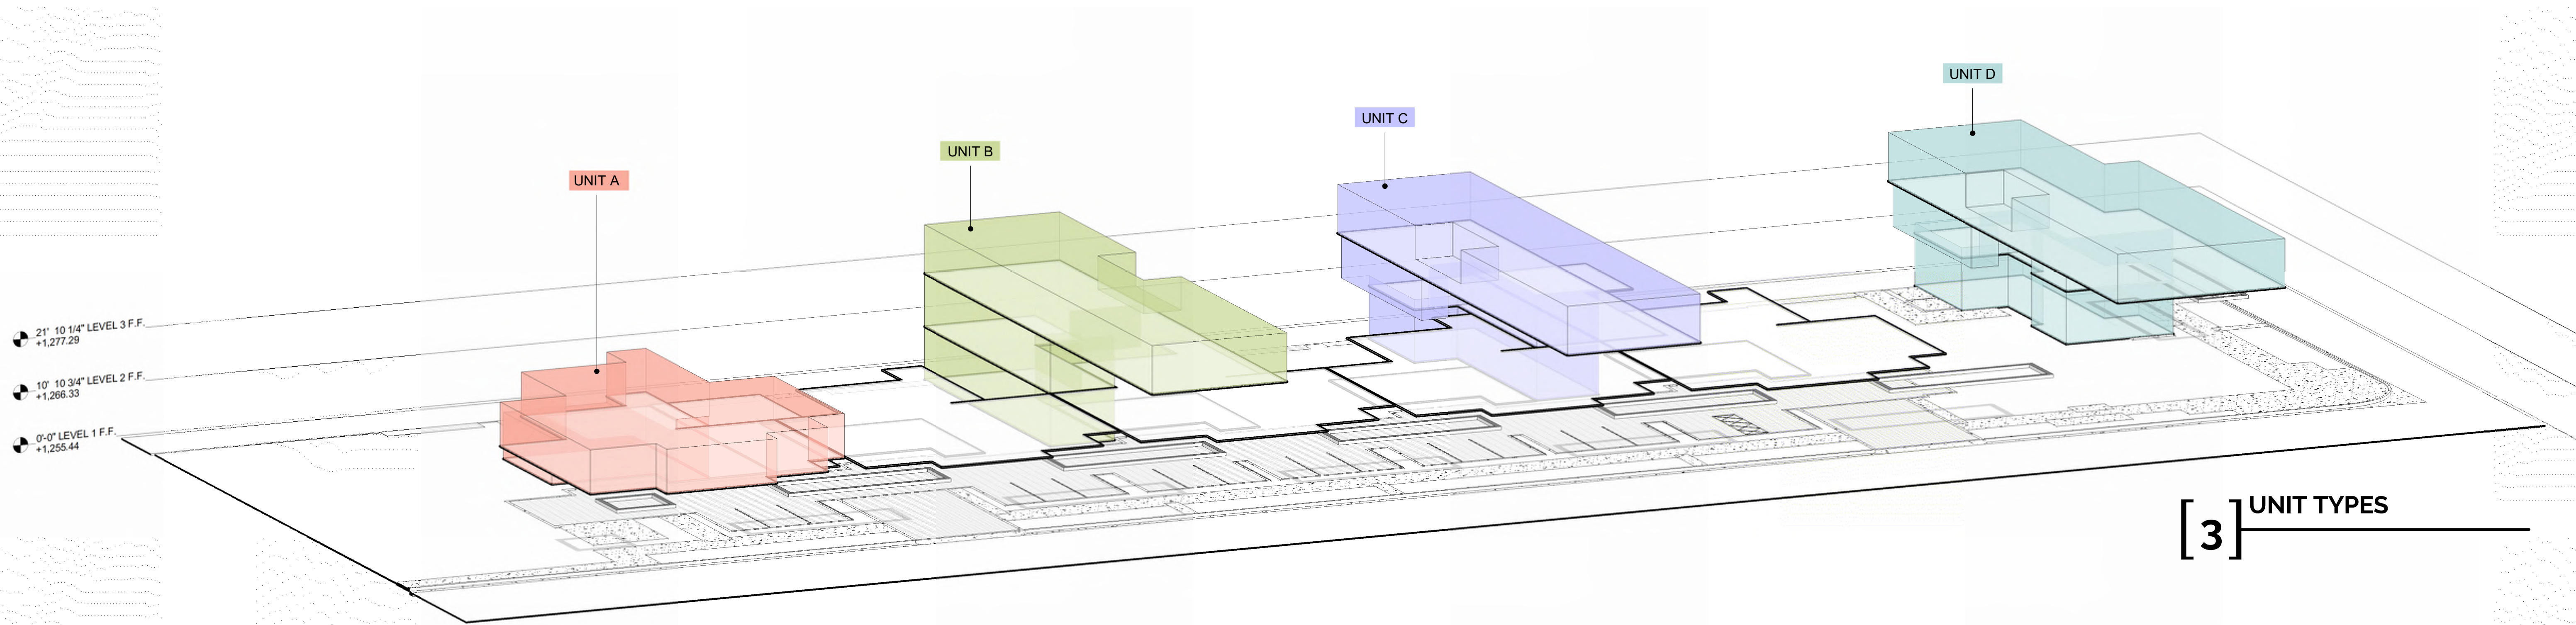 UNIT D
UNIT C
UNIT B
UNIT A
21' 10 1/4" LEVEL 3 F.F.
+1,277.29
10' 10 3/4" LEVEL 2 F.F.
+1,266.33
0'-0" LEVEL 1 F.F.
+1,255.44
[3] UNIT TYPES